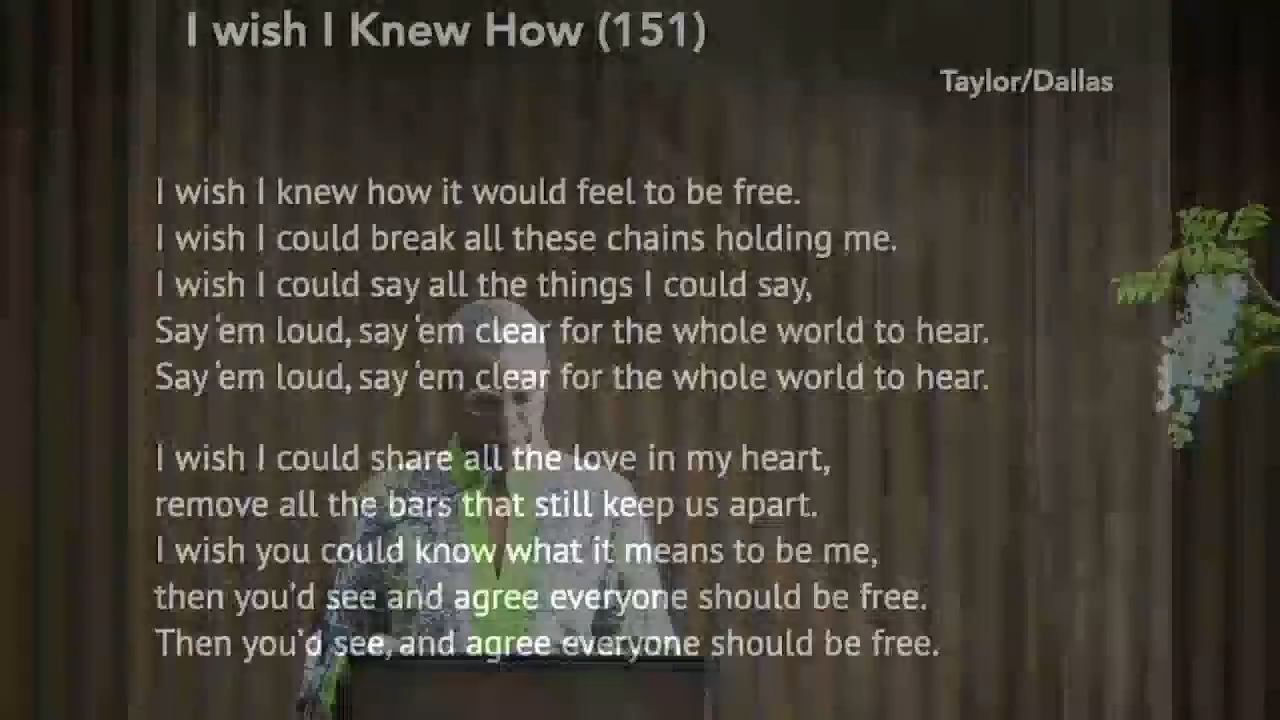 I wish I Knew How (151)
Taylor/Dallas
I wish I knew how it would feel to be free.
I wish I could break all these chains holding me.
I wish I could say all the things I could say,
Say 'em loud, say 'em clear for the whole world to hear.
Say 'em loud, say 'em clear for the whole world to hear.
I wish I could share all the love in my heart,
remove all the bars that still keep us apart.
I wish you could know what it means to be me,
then you'd see and agree everyone should be free.
Then you'd see, and agree everyone should be free.